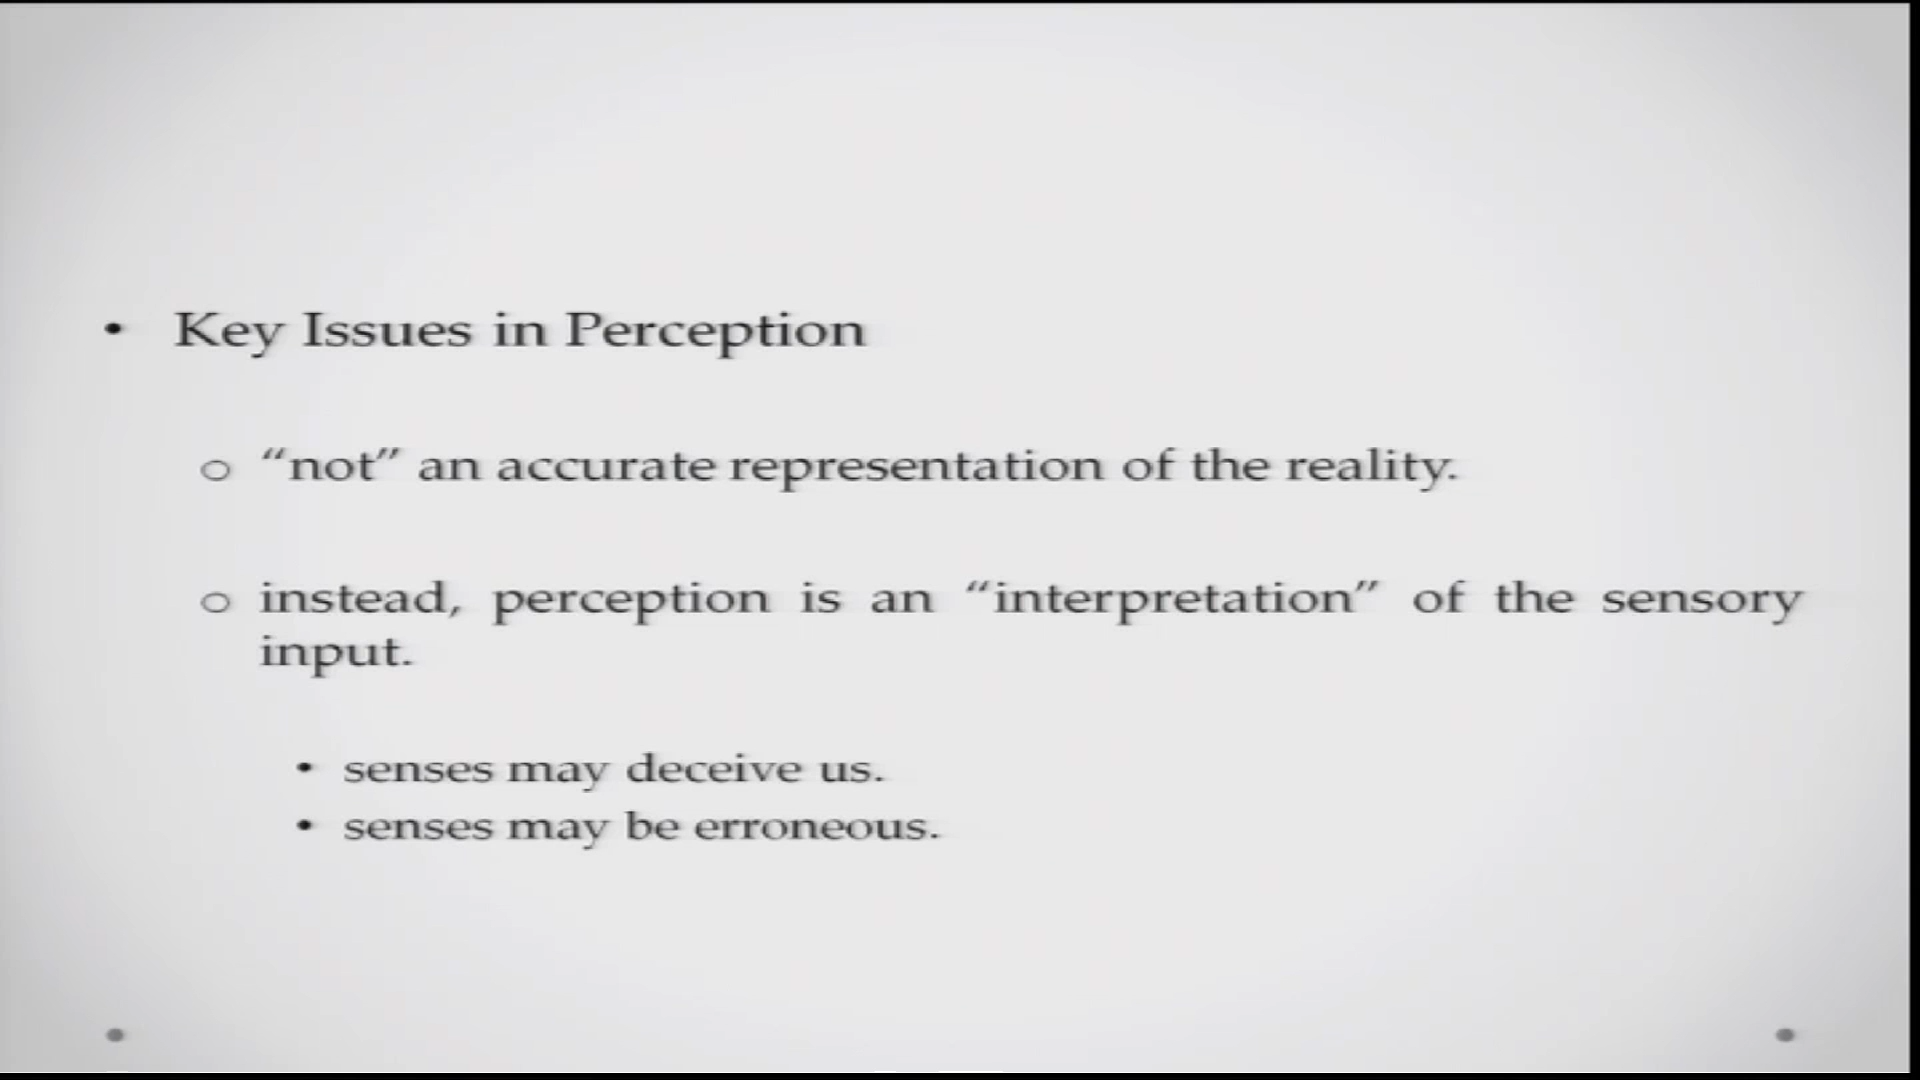 • Key Issues in Perception
o “not” an accurate representation of the reality.
o instead, perception is an “interpretation” of the sensory
input.
• senses may deceive us.
• senses may be erroneous.